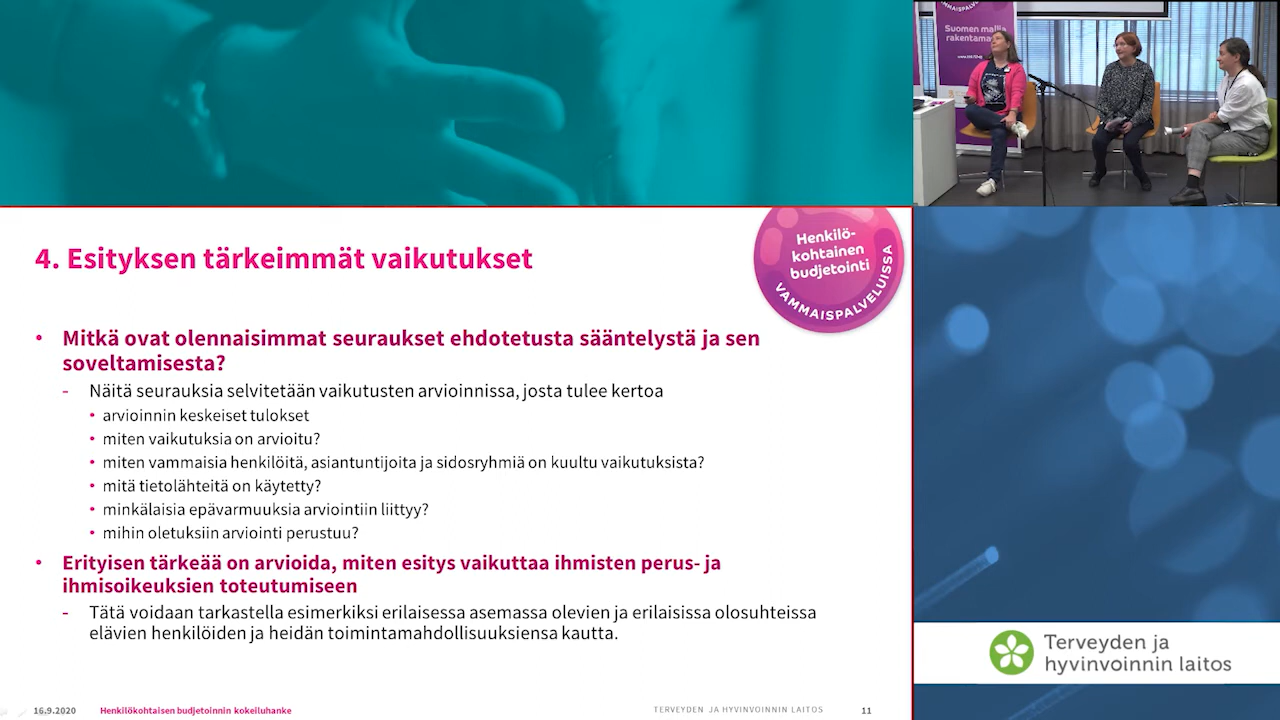 VAMMAISPALVELUI
Suomen mallia
rakentama
Henkilö-
kohtainen
budjetointi
VAMMAISPALVELUISSA
4. Esityksen tärkeimmät vaikutukset
• Mitkä ovat olennaisimmat seuraukset ehdotetusta sääntelystä ja sen
soveltamisesta?
- Näitä seurauksia selvitetään vaikutusten arvioinnissa, josta tulee kertoa
• arvioinnin keskeiset tulokset
• miten vaikutuksia on arvioitu?
• miten vammaisia henkilöitä, asiantuntijoita ja sidosryhmiä on kuultu vaikutuksista?
• mitä tietolähteitä on käytetty?
• minkälaisia epävarmuuksia arviointiin liittyy?
• mihin oletuksiin arviointi perustuu?
• Erityisen tärkeää on arvioida, miten esitys vaikuttaa ihmisten perus- ja
ihmisoikeuksien toteutumiseen
- Tätä voidaan tarkastella esimerkiksi erilaisessa asemassa olevien ja erilaisissa olosuhteissa
elävien henkilöiden ja heidän toimintamahdollisuuksiensa kautta.
Terveyden ja
hyvinvoinnin laitos
16.9.2020 Henkilökohtaisen budjetoinnin kokeiluhanke TERVEYDEN JA HYVINVOINNIN LAITOS 11